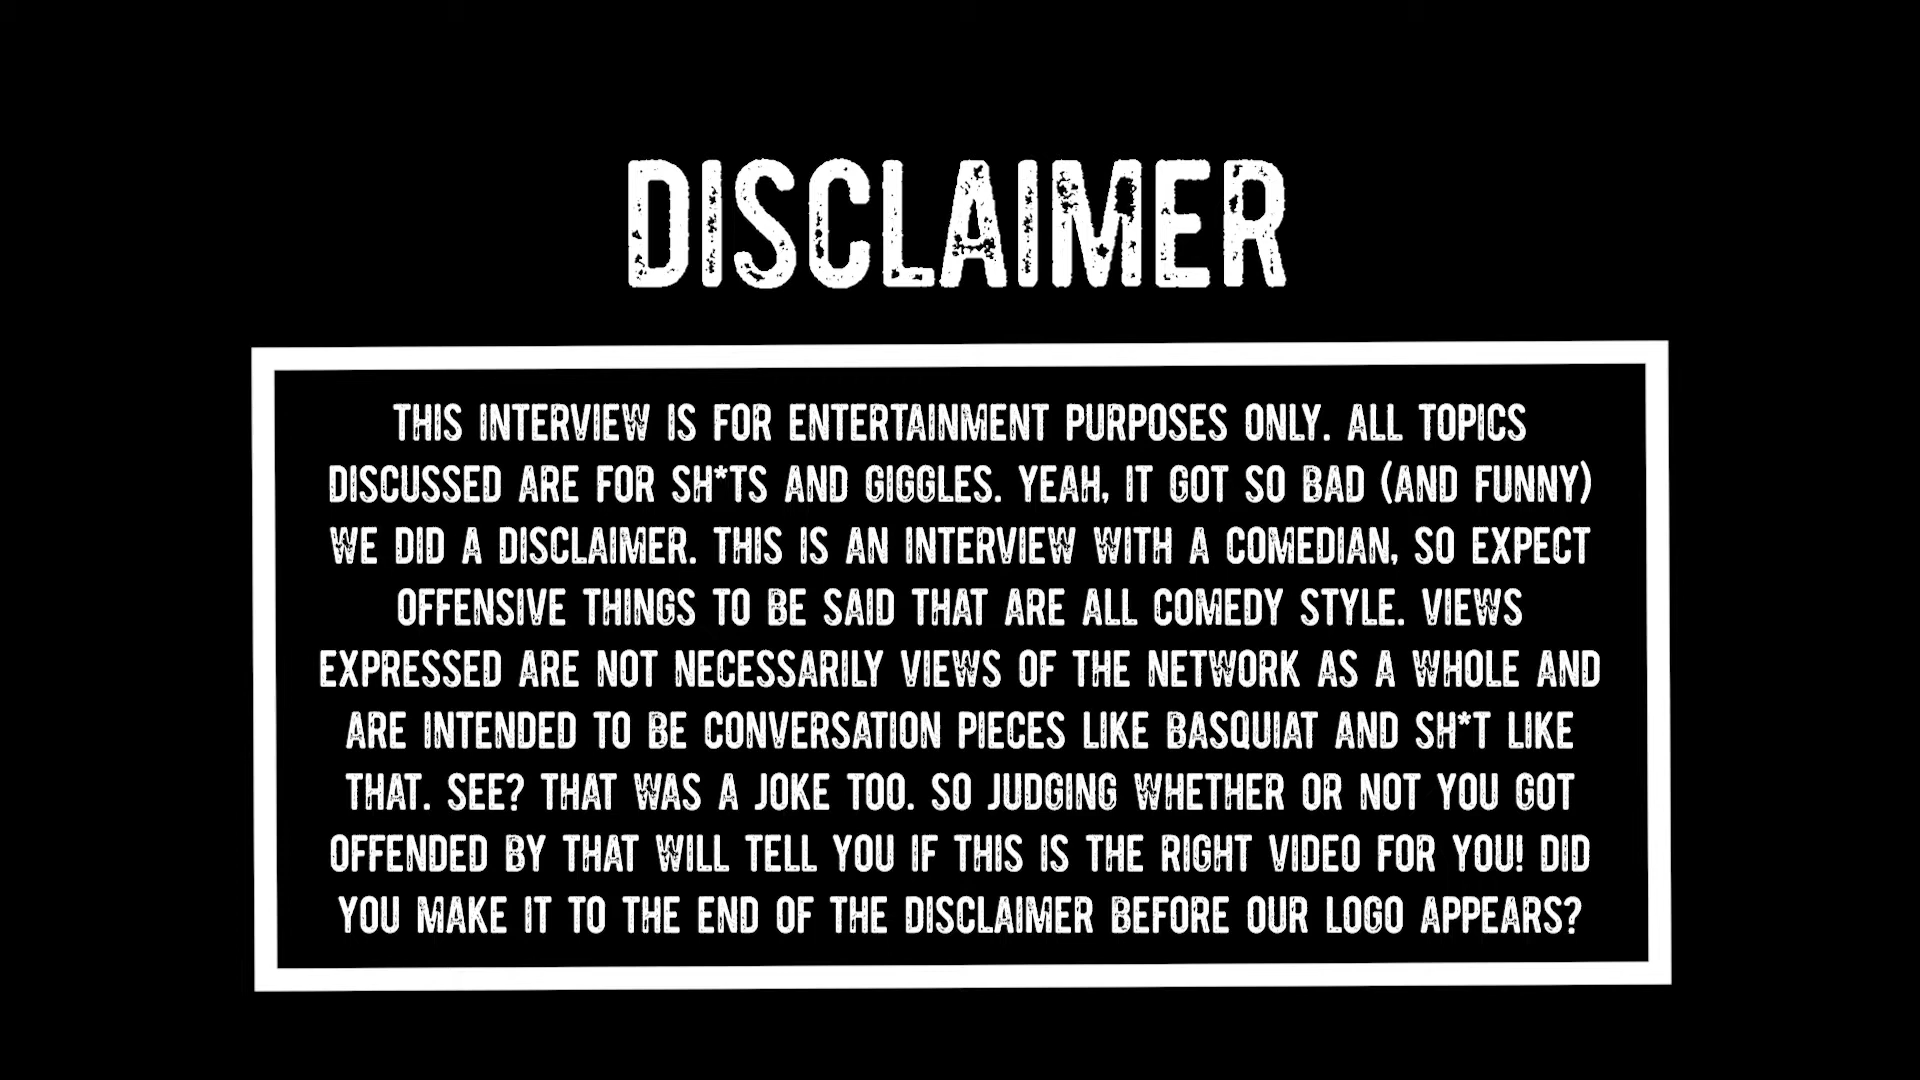 DISCLAIMER
THIS INTERVIEW IS FOR ENTERTAINMENT PURPOSES ONLY. ALL TOPICS
DISCUSSED ARE FOR SH*TS AND GIGGLES. YEAH, IT GOT SO BAD (AND FUNNY)
WE DID A DISCLAIMER. THIS IS AN INTERVIEW WITH A COMEDIAN, SO EXPECT
OFFENSIVE THINGS TO BE SAID THAT ARE ALL COMEDY STYLE. VIEWS
EXPRESSED ARE NOT NECESSARILY VIEWS OF THE NETWORK AS A WHOLE AND
ARE INTENDED TO BE CONVERSATION PIECES LIKE BASQUIAT AND SH*T LIKE
THAT. SEE? THAT WAS A JOKE TOO. SO JUDGING WHETHER OR NOT YOU GOT
OFFENDED BY THAT WILL TELL YOU IF THIS IS THE RIGHT VIDEO FOR YOU! DID
YOU MAKE IT TO THE END OF THE DISCLAIMER BEFORE OUR LOGO APPEARS?